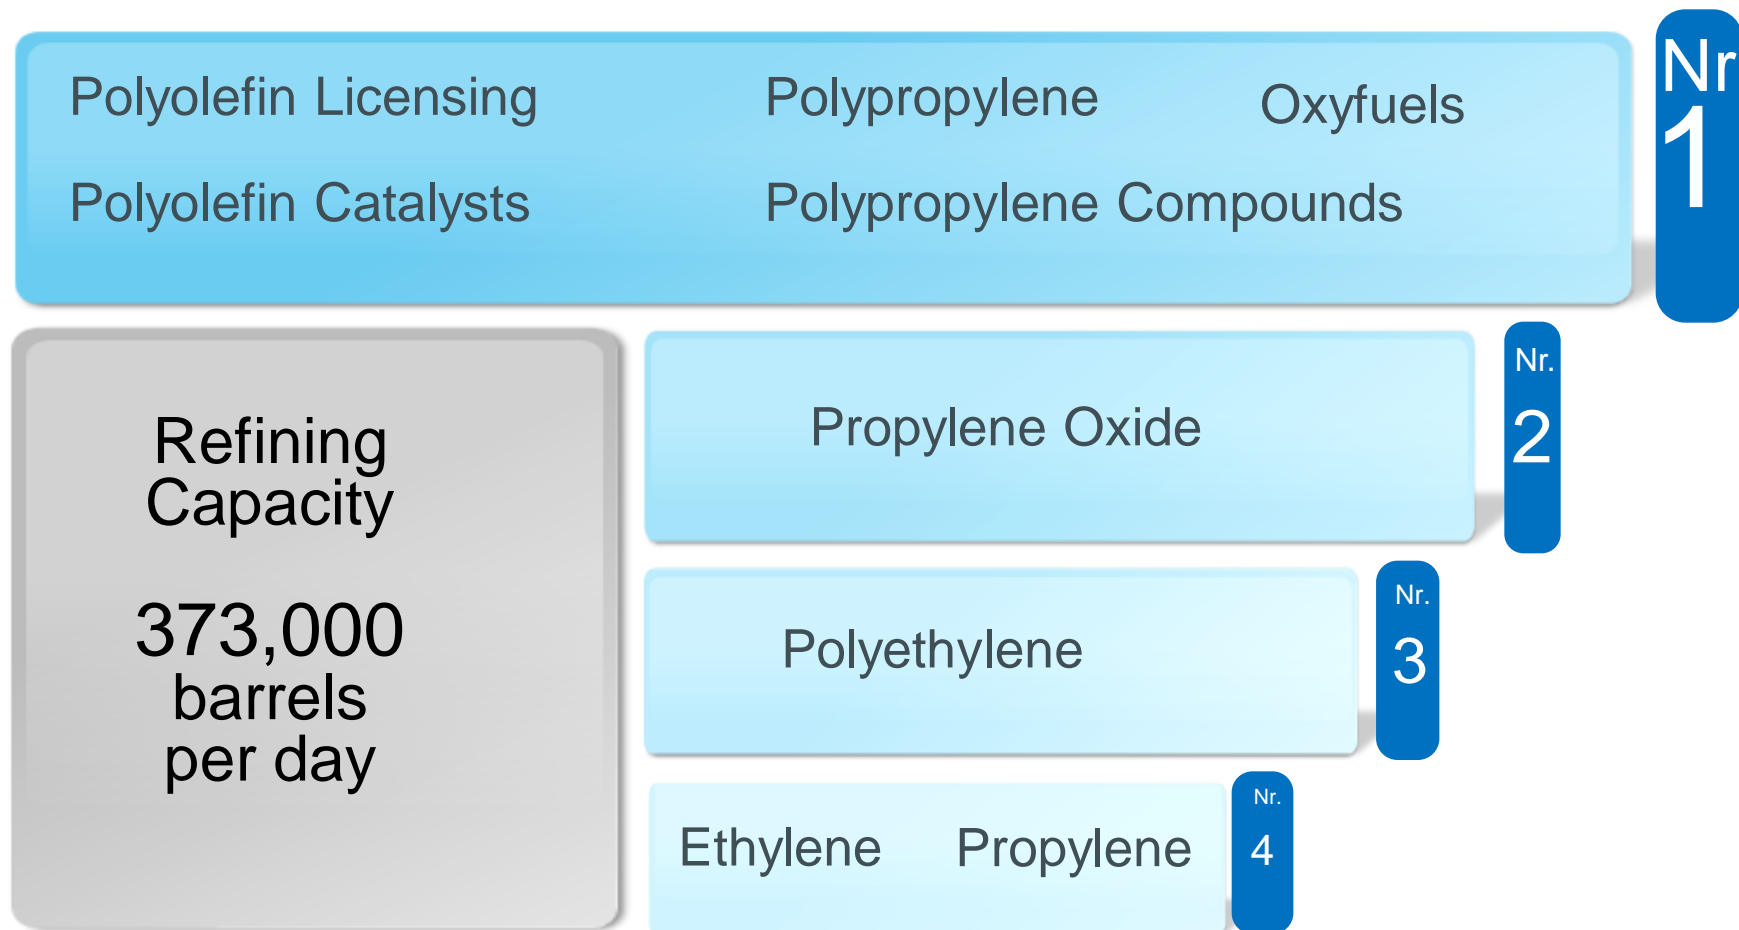 Polyolefin Licensing
Polypropylene
Oxyfuels
Polyolefin Catalysts
Polypropylene Compounds
Nr
1
Refining
Capacity
373,000
barrels
per day
Propylene Oxide
Nr.
2
Polyethylene
Nr.
3
Ethylene
Propylene
Nr.
4